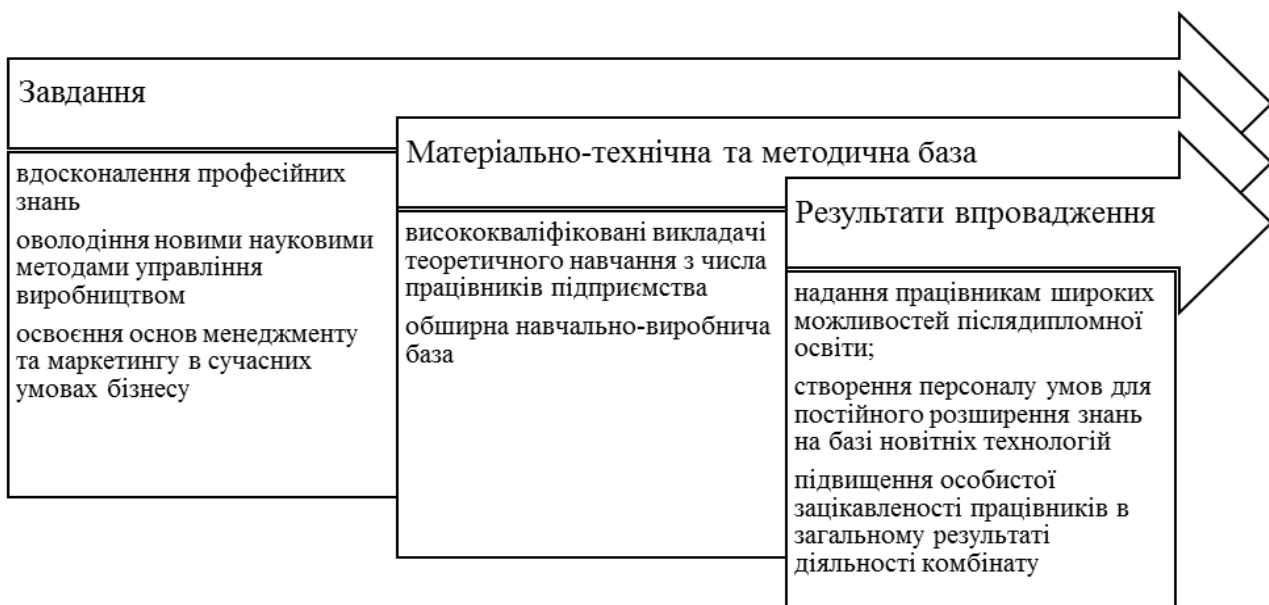 Завдання
вдосконалення професійних
знань
оволодіння новими науковими
методами управління
виробництвом
освоєння основ менеджменту
та маркетингу в сучасних
умовах бізнесу
Матеріально-технічна та методична база
висококваліфіковані викладачі
теоретичного навчання з числа
працівників підприємства
обширна навчально-виробнича
база
Результати впровадження
надання працівникам широких
можливостей післядипломної
освіти;
створення персоналу умов для
постійного розширення знань
на базі новітніх технологій
підвищення особистої
зацікавленості працівників в
загальному результаті
діяльності комбінату